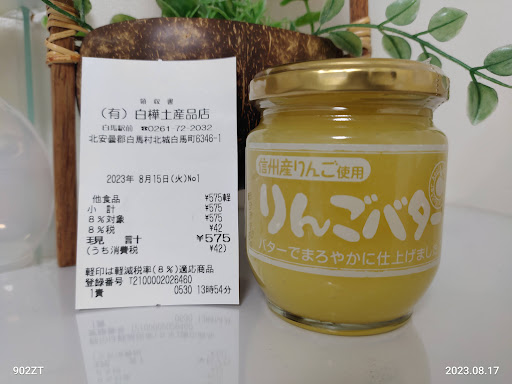 領収書
(有)白樺土産品店
白馬駅前 ☎0261-72-2032
北安曇郡白馬村北城白馬町6346-1
2023年 8月15日(火)No1
他食品 ¥575軽
小 計 ¥575
8%対象 ¥575
8%税 ¥42
現 計 ¥575
(うち消費税 ¥42)
軽印は軽減税率(8%)適応商品
登録番号 T2100002026460
1責 0530 13時54分
信州産りんご使用
りんごバター
バターでまろやかに仕上げまし
902ZT
2023.08.17